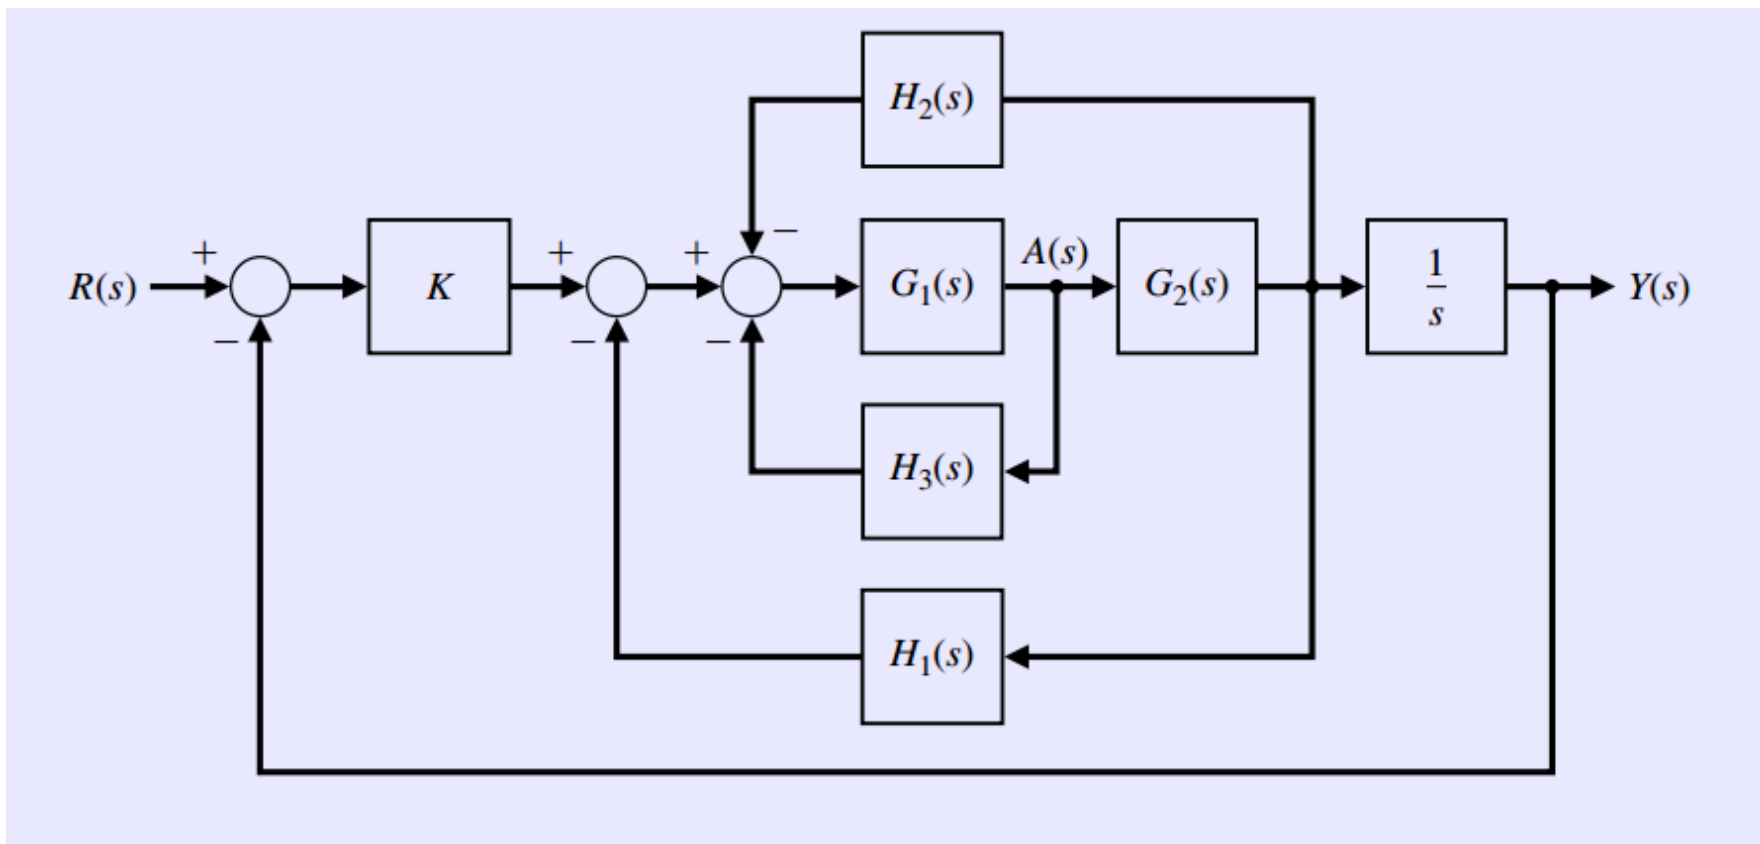 H₂(s)
−
+
R(s)
−
K
+
−
+
−
G₁(s)
A(s)
G₂(s)
1
s
Y(s)
H₃(s)
H₁(s)